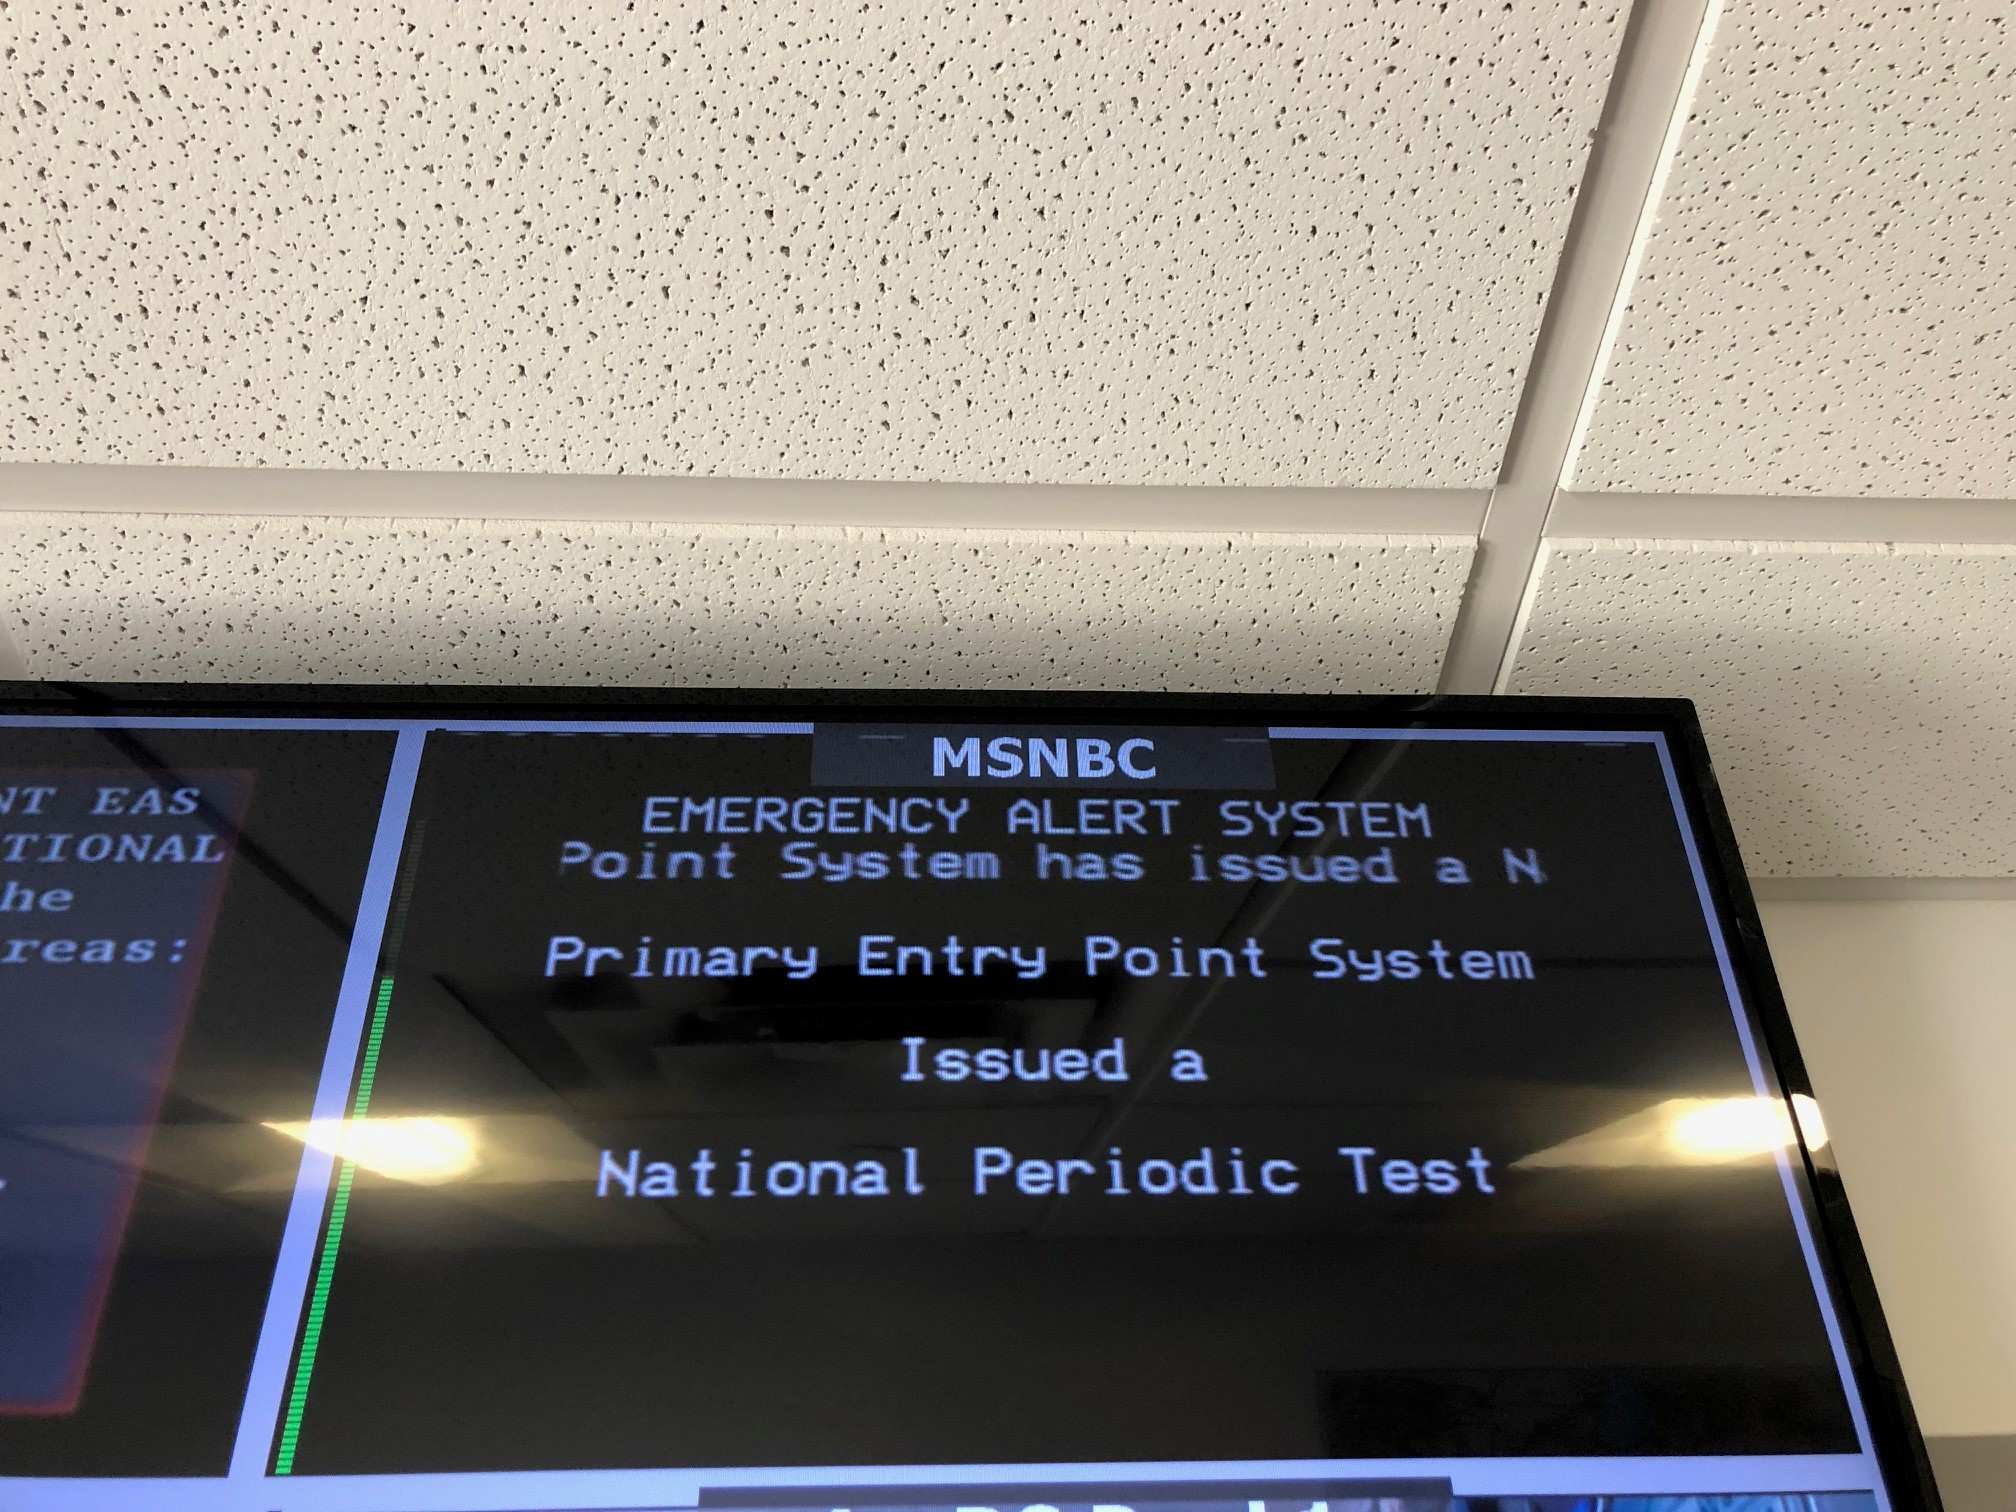 NT EAS
TIONAL
he
reas:
MSNBC
EMERGENCY ALERT SYSTEM
Point System has issued a N
Primary Entry Point System
Issued a
National Periodic Test